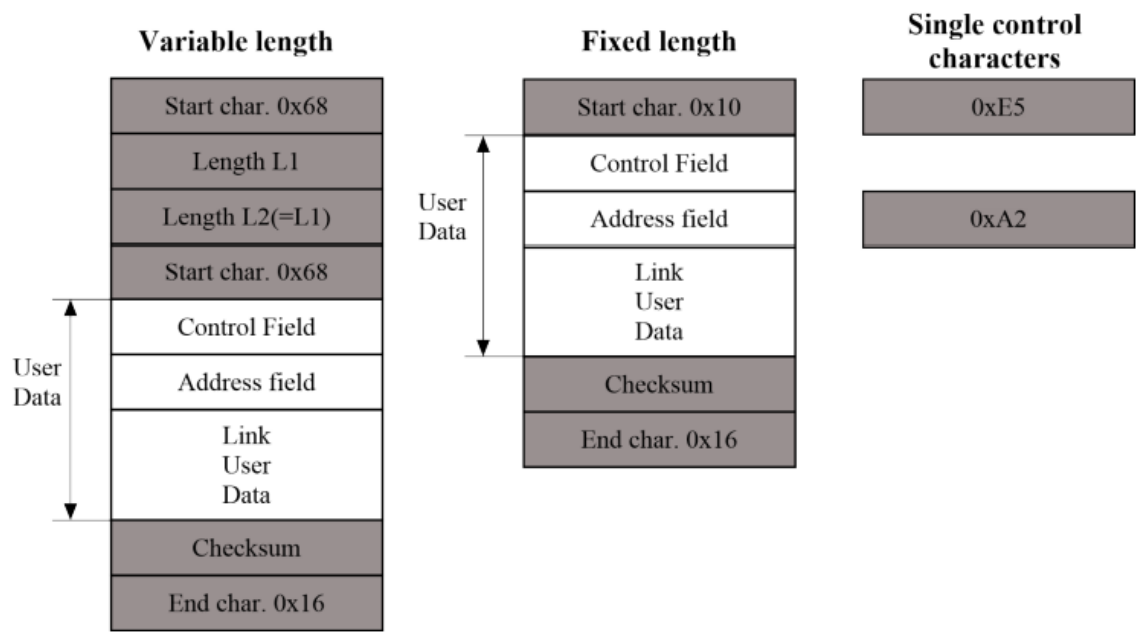 Variable length
Start char. 0x68
Length L1
Length L2(=L1)
Start char. 0x68
User
Data
Control Field
Address field
Link
User
Data
Checksum
End char. 0x16
Fixed length
Start char. 0x10
User
Data
Control Field
Address field
Link
User
Data
Checksum
End char. 0x16
Single control
characters
0xE5
0xA2